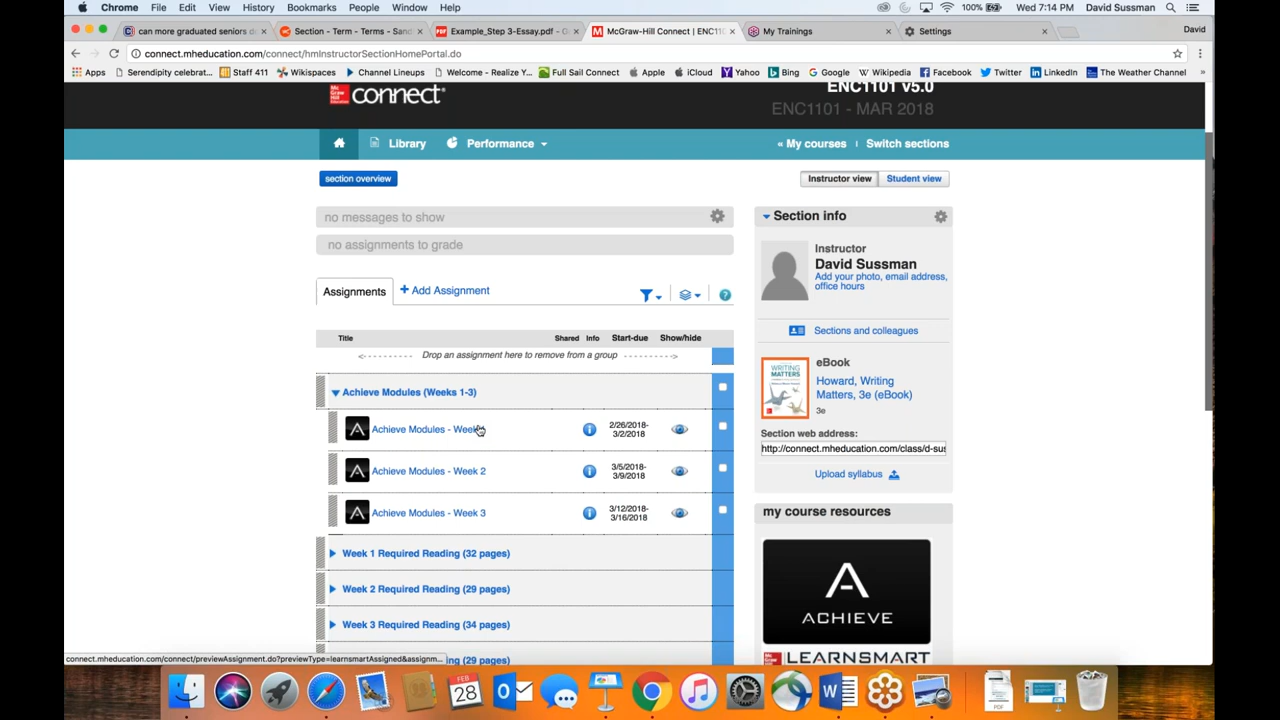 Chrome File Edit View History Bookmarks People Window Help 100% Wed 7:14 PM David Sussman
can more graduated seniors d Section - Term - Terms - Sand Example_Step 3-Essay.pdf - G McGraw-Hill Connect | ENC11 My Trainings Settings David
connect.mheducation.com/connect/hmInstructorSectionHomePortal.do
Apps Serendipity celebrat... Staff 411 Wikispaces Channel Lineups Welcome - Realize Y... Full Sail Connect Apple iCloud Yahoo Bing Google Wikipedia Facebook Twitter LinkedIn The Weather Channel »
Mc Graw Hill connect ENC1101 v5.0
ENC1101 - MAR 2018
Library Performance « My courses Switch sections
section overview Instructor view Student view
no messages to show
no assignments to grade
Section info
Instructor
David Sussman
Add your photo, email address,
office hours
Assignments + Add Assignment ?
Sections and colleagues
Title Shared Info Start-due Show/hide
Drop an assignment here to remove from a group
eBook
Howard, Writing
Matters, 3e (eBook)
3e
WRITING
MATTERS
Achieve Modules (Weeks 1-3)
Achieve Modules - Week 2/26/2018-
3/2/2018
Section web address:
http://connect.mheducation.com/class/d-sus
Upload syllabus
Achieve Modules - Week 2 3/5/2018-
3/9/2018
Achieve Modules - Week 3 3/12/2018-
3/16/2018
my course resources
A
ACHIEVE
LEARNSMART
Week 1 Required Reading (32 pages)
Week 2 Required Reading (29 pages)
Week 3 Required Reading (34 pages)
ng (29 pages)
connect.mheducation.com/connect/previewAssignment.do?previewType=learnsmartAssigned&assignm...
FEB
28
PDF